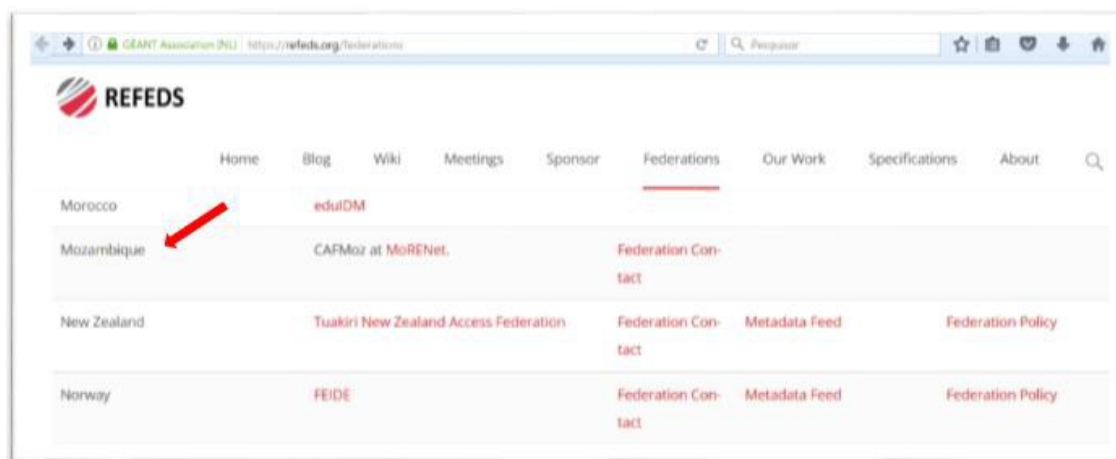 GÉANT Association (NL) https://refeds.org/federations Pesquisar
REFEDS
Home Blog Wiki Meetings Sponsor Federations Our Work Specifications About
Morocco eduIDM
Mozambique CAFMoz at MoRENet. Federation Con-
tact
New Zealand Tuakiri New Zealand Access Federation Federation Con- Metadata Feed Federation Policy
tact
Norway FEIDE Federation Con- Metadata Feed Federation Policy
tact